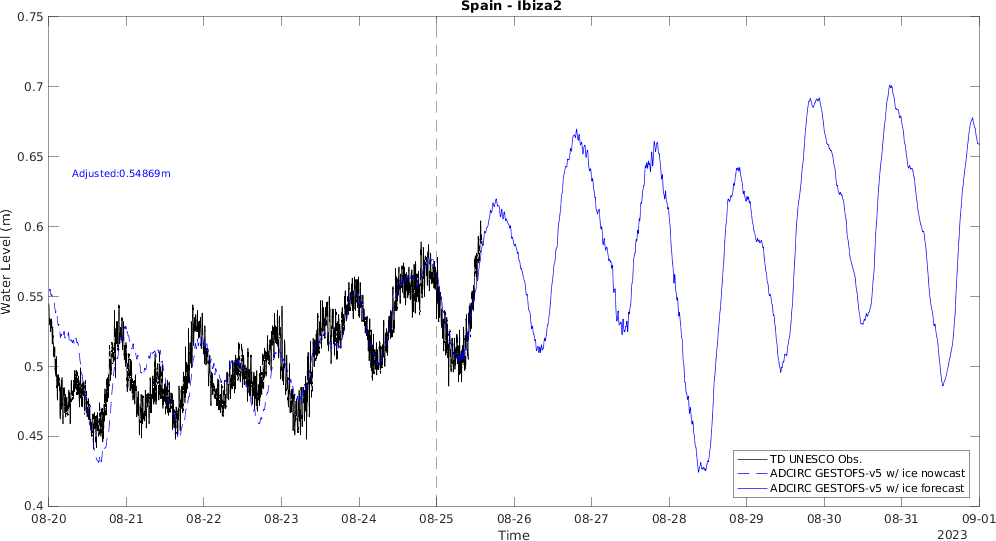 Spain - Ibiza2
0.75
0.7
0.65
0.6
0.55
0.5
0.45
0.4
Water Level (m)
Adjusted:0.54869m
TD UNESCO Obs.
ADCIRC GESTOFS-v5 w/ ice nowcast
ADCIRC GESTOFS-v5 w/ ice forecast
08-20 08-21 08-22 08-23 08-24 08-25 08-26 08-27 08-28 08-29 08-30 08-31 09-01
Time
2023